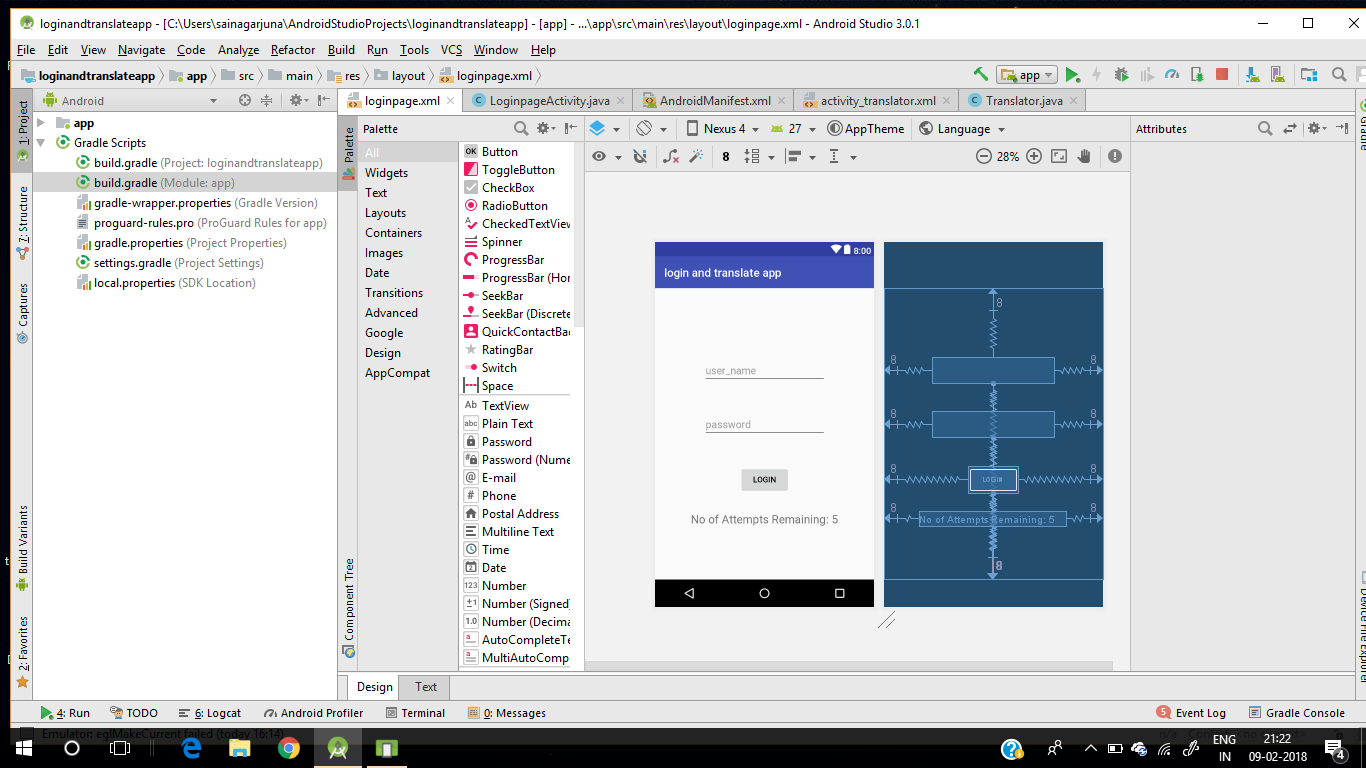 loginandtranslateapp - [C:\Users\sainagarjuna\AndroidStudioProjects\loginandtranslateapp] - [app] - ...\app\src\main\res\layout\loginpage.xml - Android Studio 3.0.1
File Edit View Navigate Code Analyze Refactor Build Run Tools VCS Window Help
loginandtranslateapp app src main res layout loginpage.xml app
1: Project
7: Structure
Captures
Build Variants
2: Favorites
Android
app
Gradle Scripts
build.gradle (Project: loginandtranslateapp)
build.gradle (Module: app)
gradle-wrapper.properties (Gradle Version)
proguard-rules.pro (ProGuard Rules for app)
gradle.properties (Project Properties)
settings.gradle (Project Settings)
local.properties (SDK Location)
loginpage.xml LoginpageActivity.java AndroidManifest.xml activity_translator.xml Translator.java
Palette
Component Tree
Palette
All
Widgets
Text
Layouts
Containers
Images
Date
Transitions
Advanced
Google
Design
AppCompat
OK Button
ToggleButton
CheckBox
RadioButton
CheckedTextView
Spinner
ProgressBar
ProgressBar (Hor
SeekBar
SeekBar (Discrete
QuickContactBa
RatingBar
Switch
Space
Ab TextView
abc Plain Text
Password
Password (Nume
@ E-mail
# Phone
Postal Address
Multiline Text
Time
Date
123 Number
±1 Number (Signed)
1.0 Number (Decima
AutoCompleteTe
MultiAutoComp
Nexus 4 27 AppTheme Language
8 28%
8:00
login and translate app
user_name
password
LOGIN
No of Attempts Remaining: 5
8
8 8
8 8
8 8
LOGIN
8 8
No of Attempts Remaining: 5
8
Attributes
Gradle
Device File Explorer
Design Text
4: Run TODO 6: Logcat Android Profiler Terminal 0: Messages 5 Event Log Gradle Console
Emulator: eglMakeCurrent failed (today 16:14) n/a
ENG
IN
21:22
09-02-2018
4